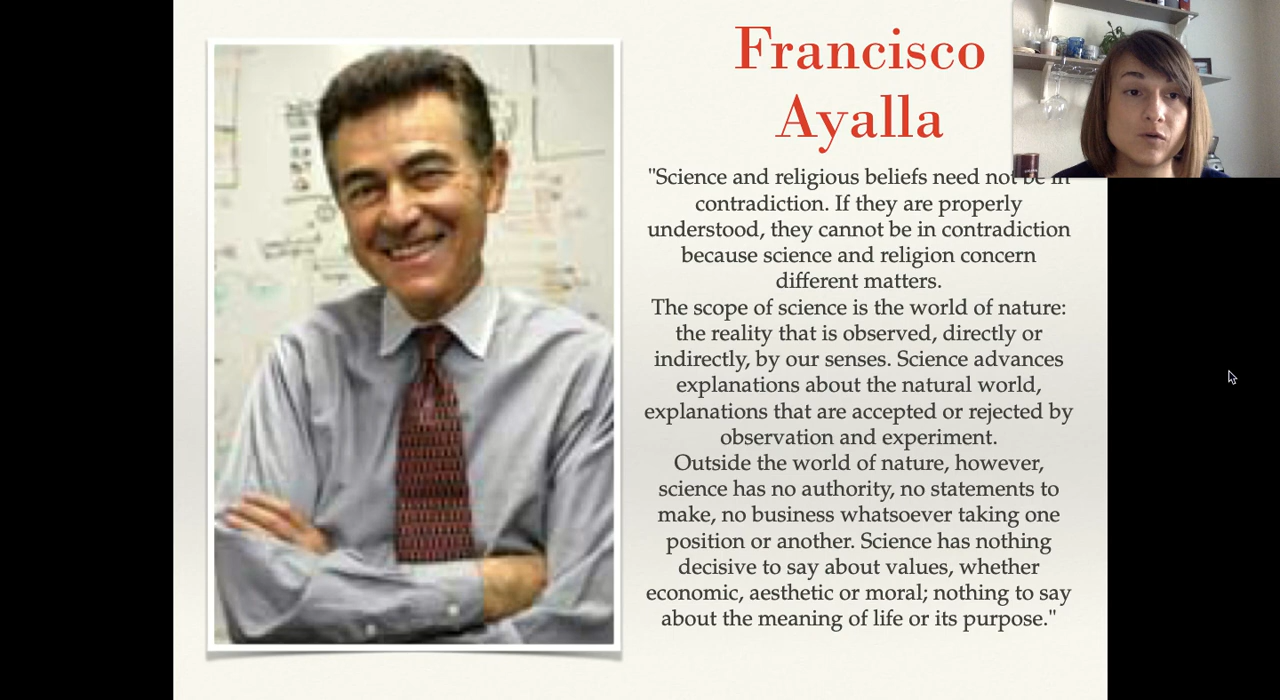 Francisco
Ayalla
"Science and religious beliefs need not be in
contradiction. If they are properly
understood, they cannot be in contradiction
because science and religion concern
different matters.
The scope of science is the world of nature:
the reality that is observed, directly or
indirectly, by our senses. Science advances
explanations about the natural world,
explanations that are accepted or rejected by
observation and experiment.
Outside the world of nature, however,
science has no authority, no statements to
make, no business whatsoever taking one
position or another. Science has nothing
decisive to say about values, whether
economic, aesthetic or moral; nothing to say
about the meaning of life or its purpose."